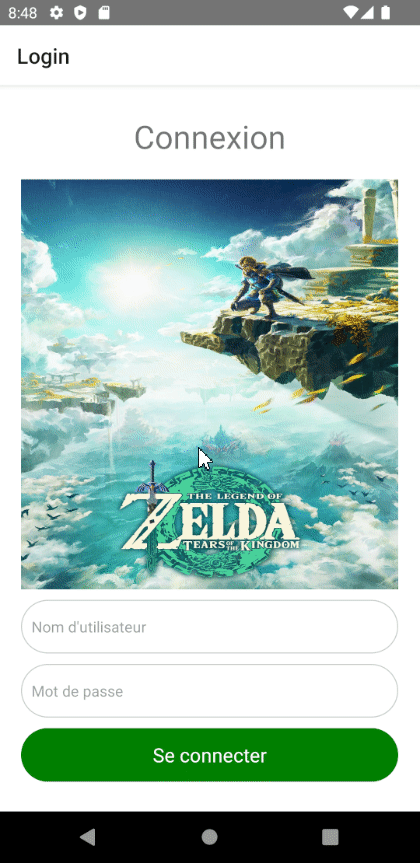 8:48
Login
Connexion
THE LEGEND OF
ZELDA
TEARS OF THE KINGDOM
Nom d'utilisateur
Mot de passe
Se connecter